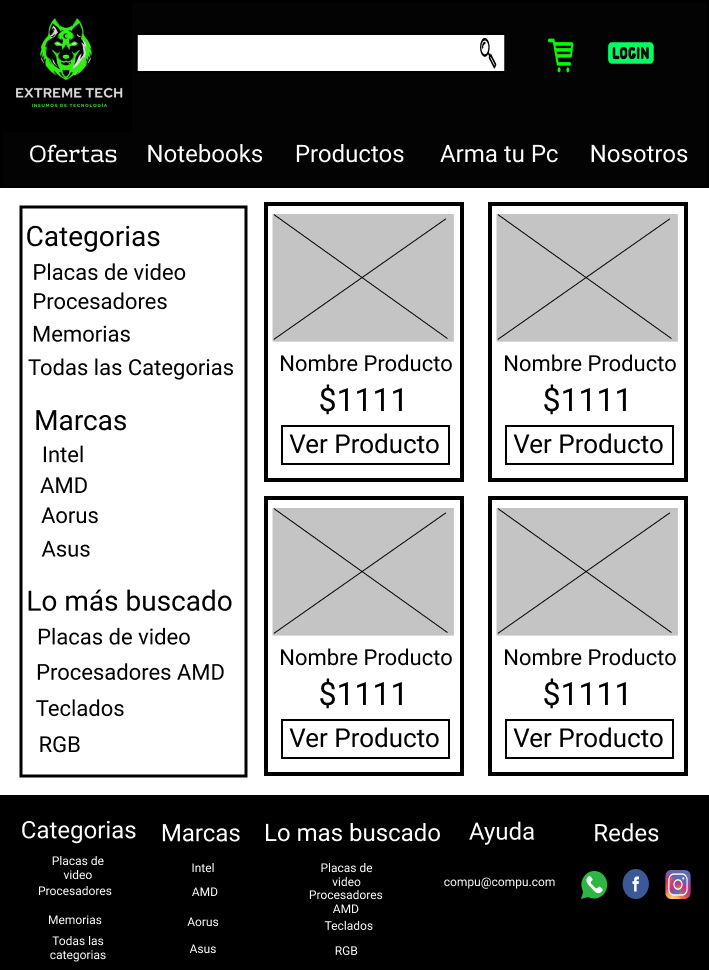 EXTREME TECH
INSUMOS DE TECNOLOGÍA
LOGIN
Ofertas Notebooks Productos Arma tu Pc Nosotros
Categorias
Placas de video
Procesadores
Memorias
Todas las Categorias
Marcas
Intel
AMD
Aorus
Asus
Lo más buscado
Placas de video
Procesadores AMD
Teclados
RGB
Nombre Producto
$1111
Ver Producto
Nombre Producto
$1111
Ver Producto
Nombre Producto
$1111
Ver Producto
Nombre Producto
$1111
Ver Producto
Categorias
Placas de
video
Procesadores
Memorias
Todas las
categorias
Marcas
Intel
AMD
Aorus
Asus
Lo mas buscado
Placas de
video
Procesadores
AMD
Teclados
RGB
Ayuda
compu@compu.com
Redes